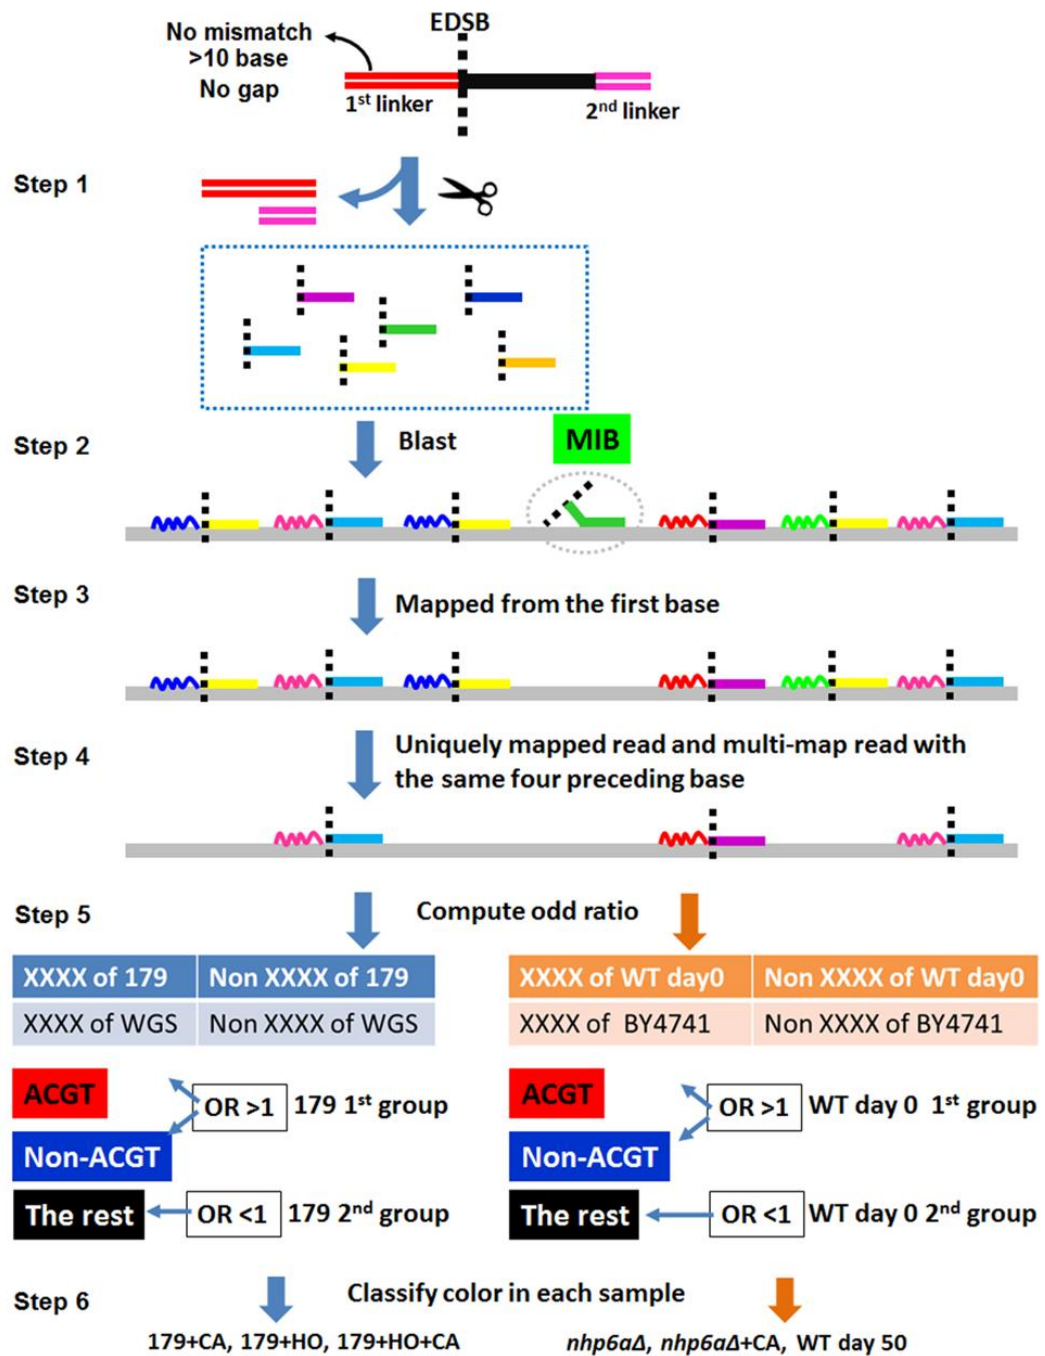 EDSB
No mismatch
>10 base
No gap
1st linker
2nd linker
Step 1
Step 2
Blast
MIB
Step 3
Mapped from the first base
Step 4
Uniquely mapped read and multi-map read with
the same four preceding base
Step 5
Compute odd ratio
XXXX of 179 Non XXXX of 179
XXXX of WGS Non XXXX of WGS
XXXX of WT day0 Non XXXX of WT day0
XXXX of BY4741 Non XXXX of BY4741
ACGT
OR >1 179 1st group
Non-ACGT
The rest
OR <1 179 2nd group
ACGT
OR >1 WT day 0 1st group
Non-ACGT
The rest
OR <1 WT day 0 2nd group
Step 6
Classify color in each sample
179+CA, 179+HO, 179+HO+CA
nhp6aΔ, nhp6aΔ+CA, WT day 50